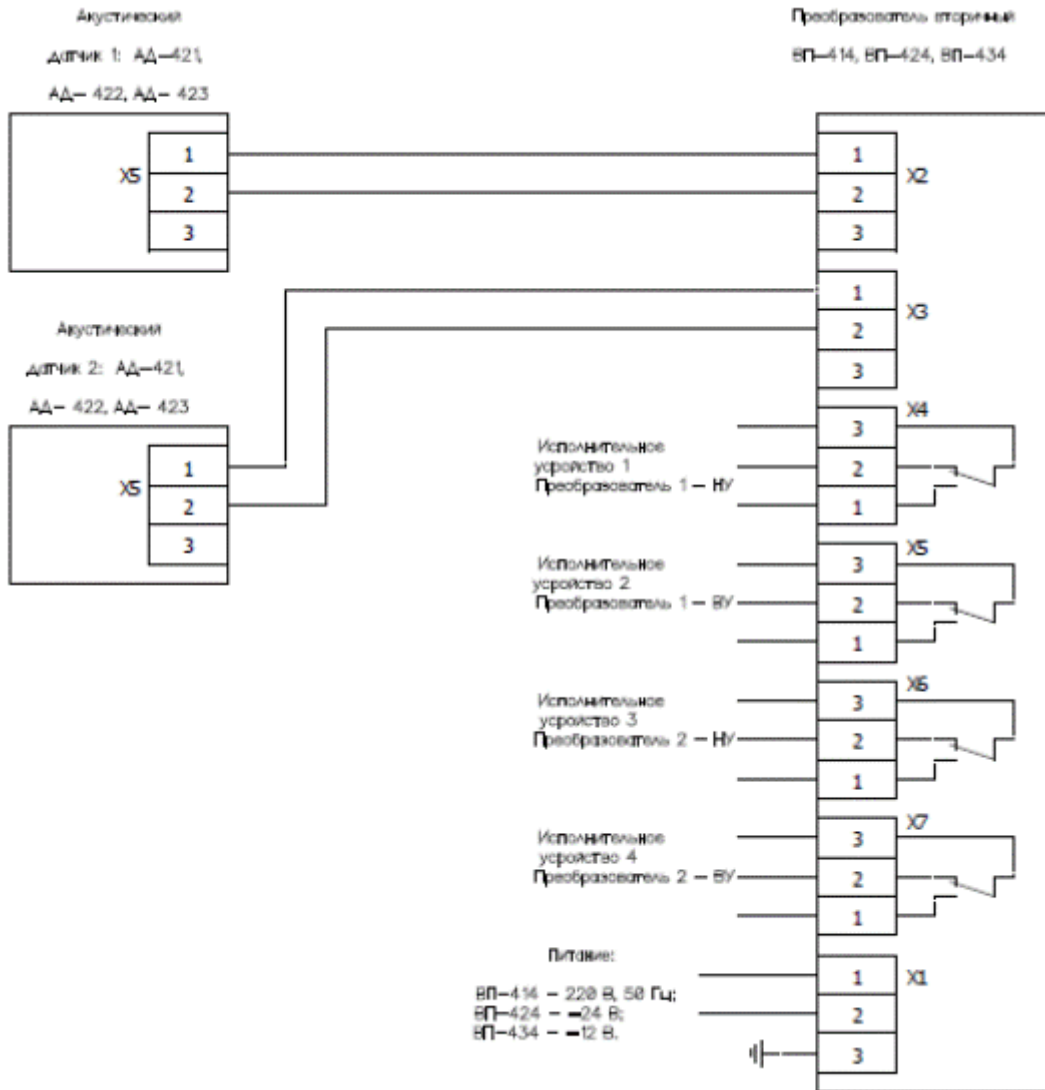 Акустический
датчик 1: АД-421,
АД- 422, АД- 423
X5
1
2
3
Преобразователь вторичный
ВП-414, ВП-424, ВП-434
1
2
3
X2
1
2
3
X3
Акустический
датчик 2: АД-421,
АД- 422, АД- 423
X5
1
2
3
Исполнительное
устройство 1
Преобразователь 1 - НУ
3
2
1
X4
Исполнительное
усройство 2
Преобразователь 1 - ВУ
3
2
1
X5
Исполнительное
усройство 3
Преобразователь 2 - НУ
3
2
1
X6
Исполнительное
усройство 4
Преобразователь 2 - ВУ
3
2
1
X7
Питание:
ВП-414 - 220 В, 50 Гц;
ВП-424 - =24 В;
ВП-434 - =12 В.
1
2
3
X1